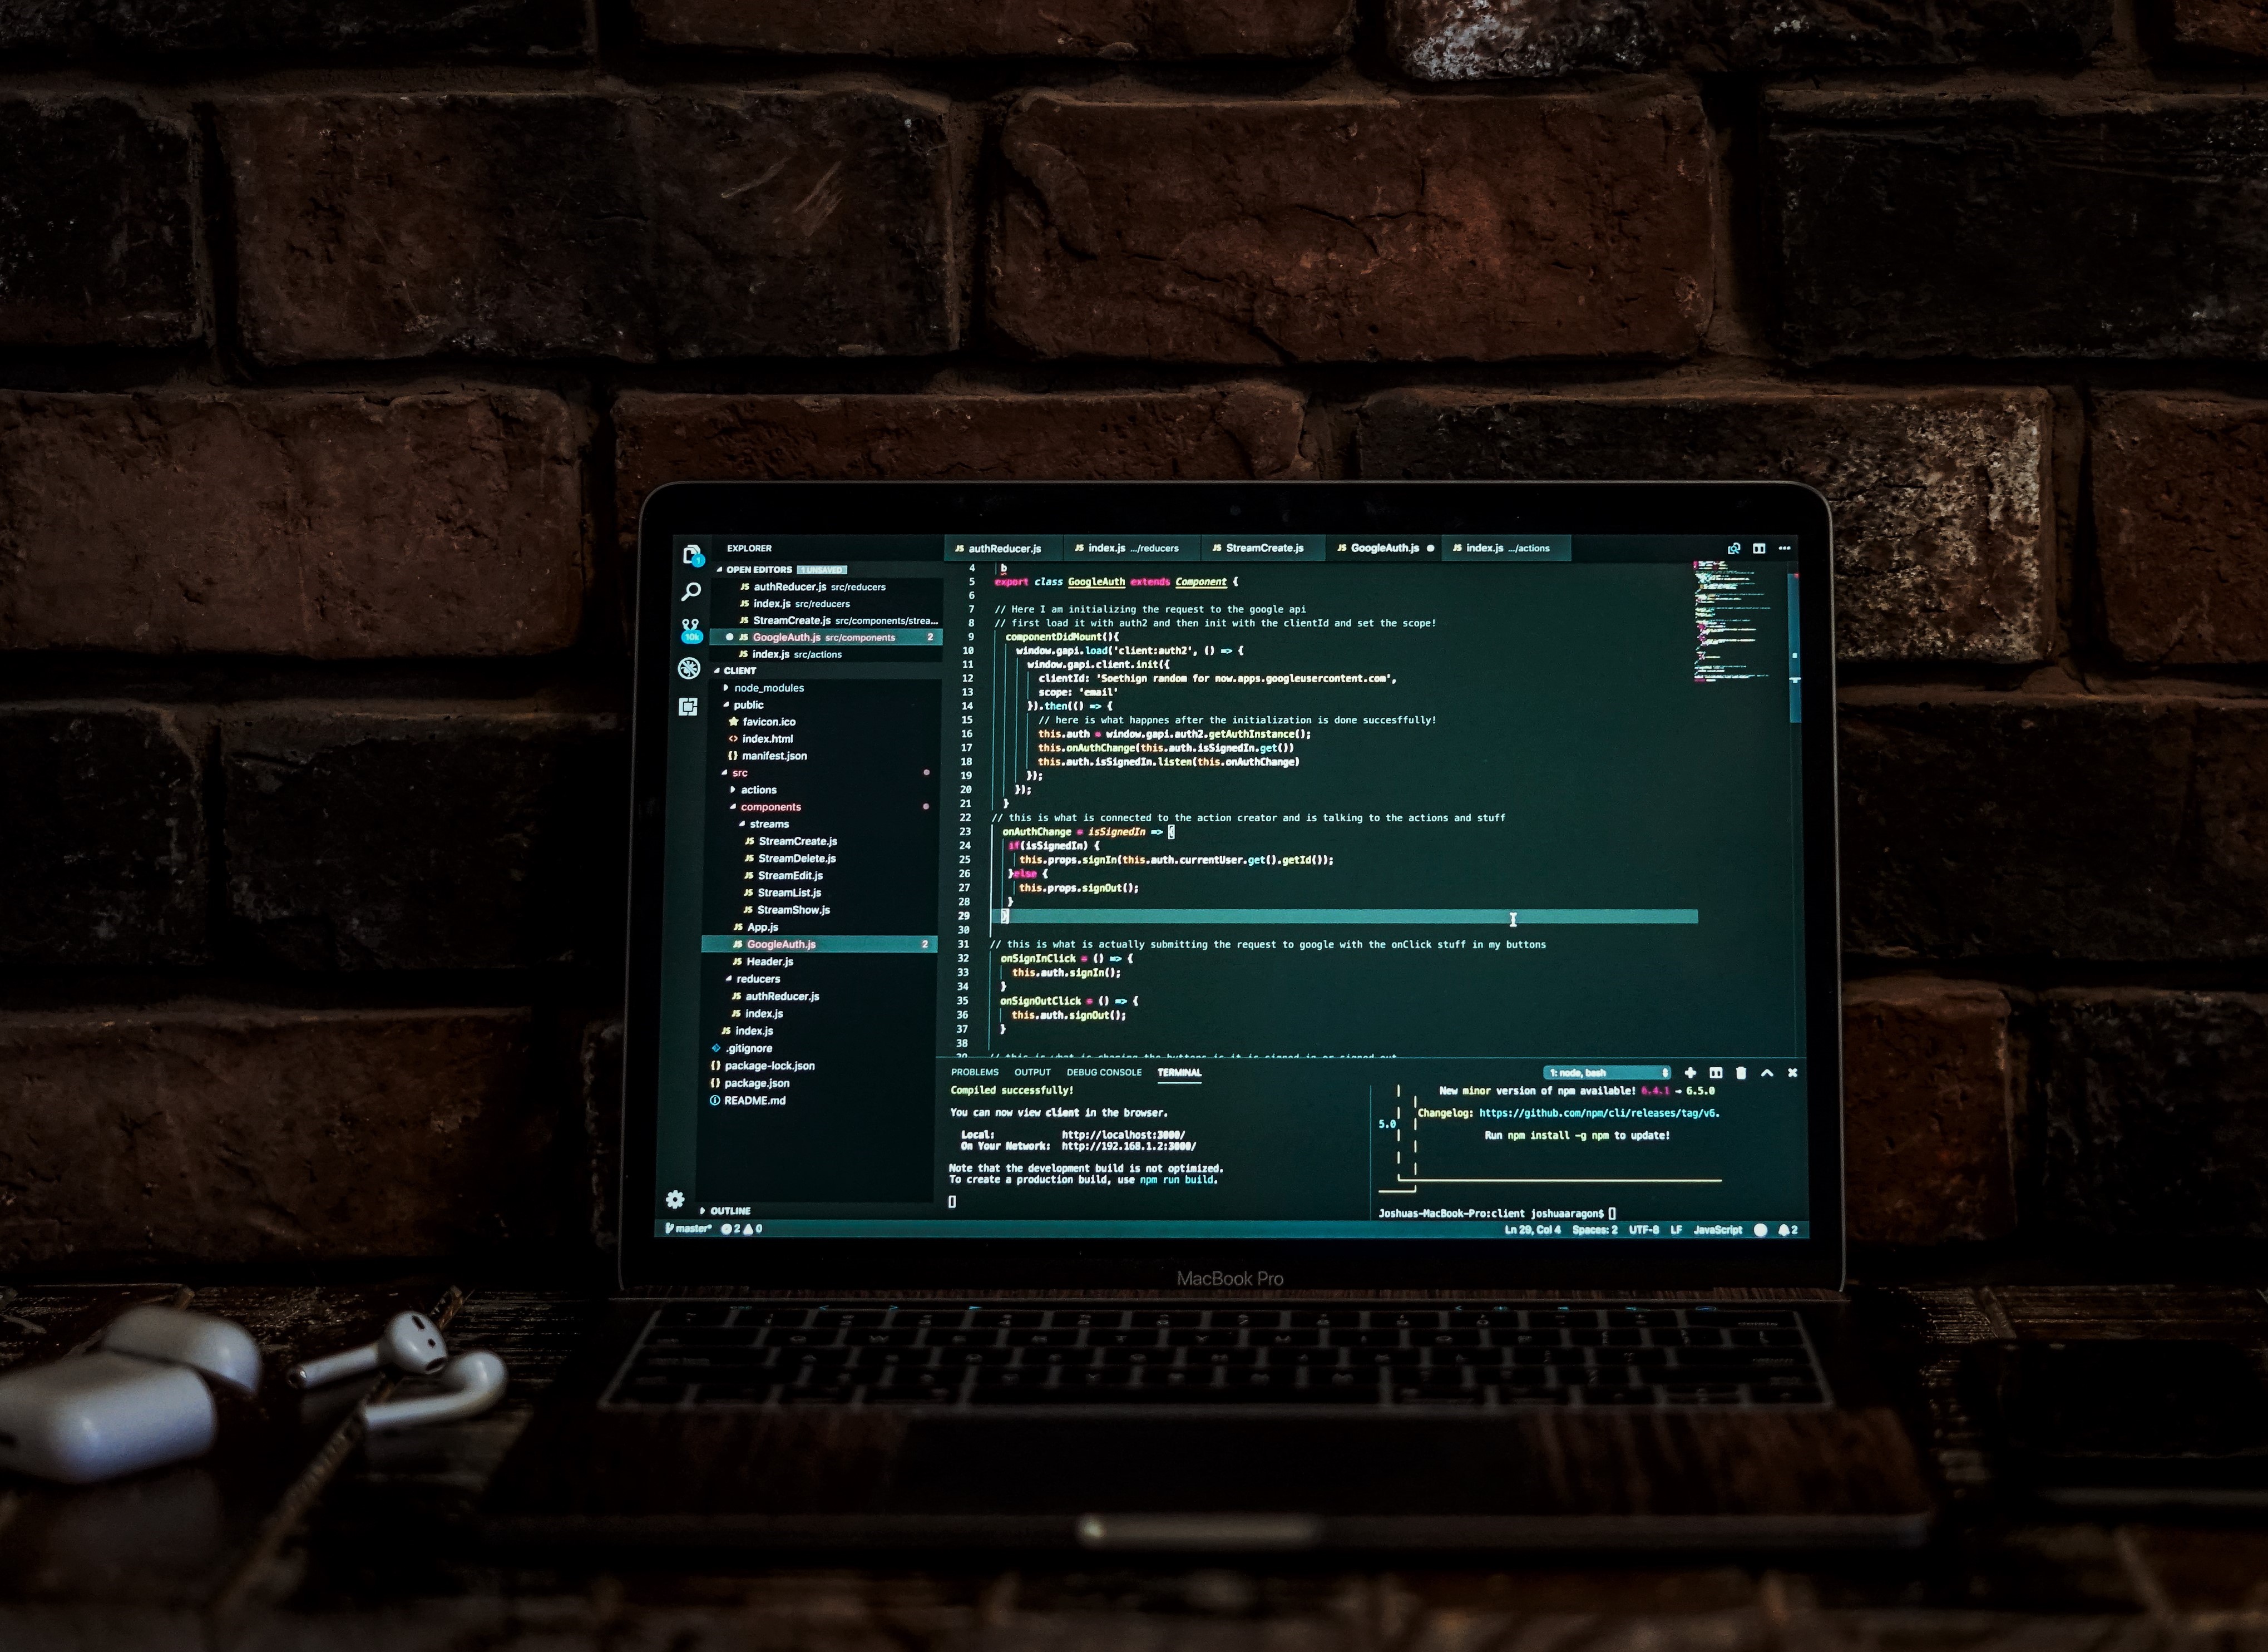 EXPLORER
OPEN EDITORS 1 UNSAVED
JS authReducer.js src/reducers
JS index.js src/reducers
JS StreamCreate.js src/components/strea...
JS GoogleAuth.js src/components 2
JS index.js src/actions
CLIENT
node_modules
public
favicon.ico
<> index.html
{} manifest.json
src
actions
components
streams
JS StreamCreate.js
JS StreamDelete.js
JS StreamEdit.js
JS StreamList.js
JS StreamShow.js
JS App.js
JS GoogleAuth.js 2
JS Header.js
reducers
JS authReducer.js
JS index.js
JS index.js
.gitignore
{} package-lock.json
{} package.json
README.md
OUTLINE
1
10k
JS authReducer.js JS index.js .../reducers JS StreamCreate.js JS GoogleAuth.js JS index.js .../actions
4 b
5 export class GoogleAuth extends Component {
6
7 // Here I am initializing the request to the google api
8 // first load it with auth2 and then init with the clientId and set the scope!
9 componentDidMount(){
10 window.gapi.load('client:auth2', () => {
11 window.gapi.client.init({
12 clientId: 'Soethign random for now.apps.googleusercontent.com',
13 scope: 'email'
14 }).then(() => {
15 // here is what happnes after the initialization is done succesffully!
16 this.auth = window.gapi.auth2.getAuthInstance();
17 this.onAuthChange(this.auth.isSignedIn.get())
18 this.auth.isSignedIn.listen(this.onAuthChange)
19 });
20 });
21 }
22 // this is what is connected to the action creator and is talking to the actions and stuff
23 onAuthChange = isSignedIn => {
24 if(isSignedIn) {
25 this.props.signIn(this.auth.currentUser.get().getId());
26 }else {
27 this.props.signOut();
28 }
29 }
30
31 // this is what is actually submitting the request to google with the onClick stuff in my buttons
32 onSignInClick = () => {
33 this.auth.signIn();
34 }
35 onSignOutClick = () => {
36 this.auth.signOut();
37 }
38
PROBLEMS OUTPUT DEBUG CONSOLE TERMINAL 1: node, bash
Compiled successfully!
You can now view client in the browser.
Local: http://localhost:3000/
On Your Network: http://192.168.1.2:3000/
Note that the development build is not optimized.
To create a production build, use npm run build.
New minor version of npm available! 6.4.1 → 6.5.0
Changelog: https://github.com/npm/cli/releases/tag/v6.
5.0
Run npm install -g npm to update!
Joshuas-MacBook-Pro:client joshuaaragon$
master* 2 0 Ln 29, Col 4 Spaces: 2 UTF-8 LF JavaScript 2
MacBook Pro